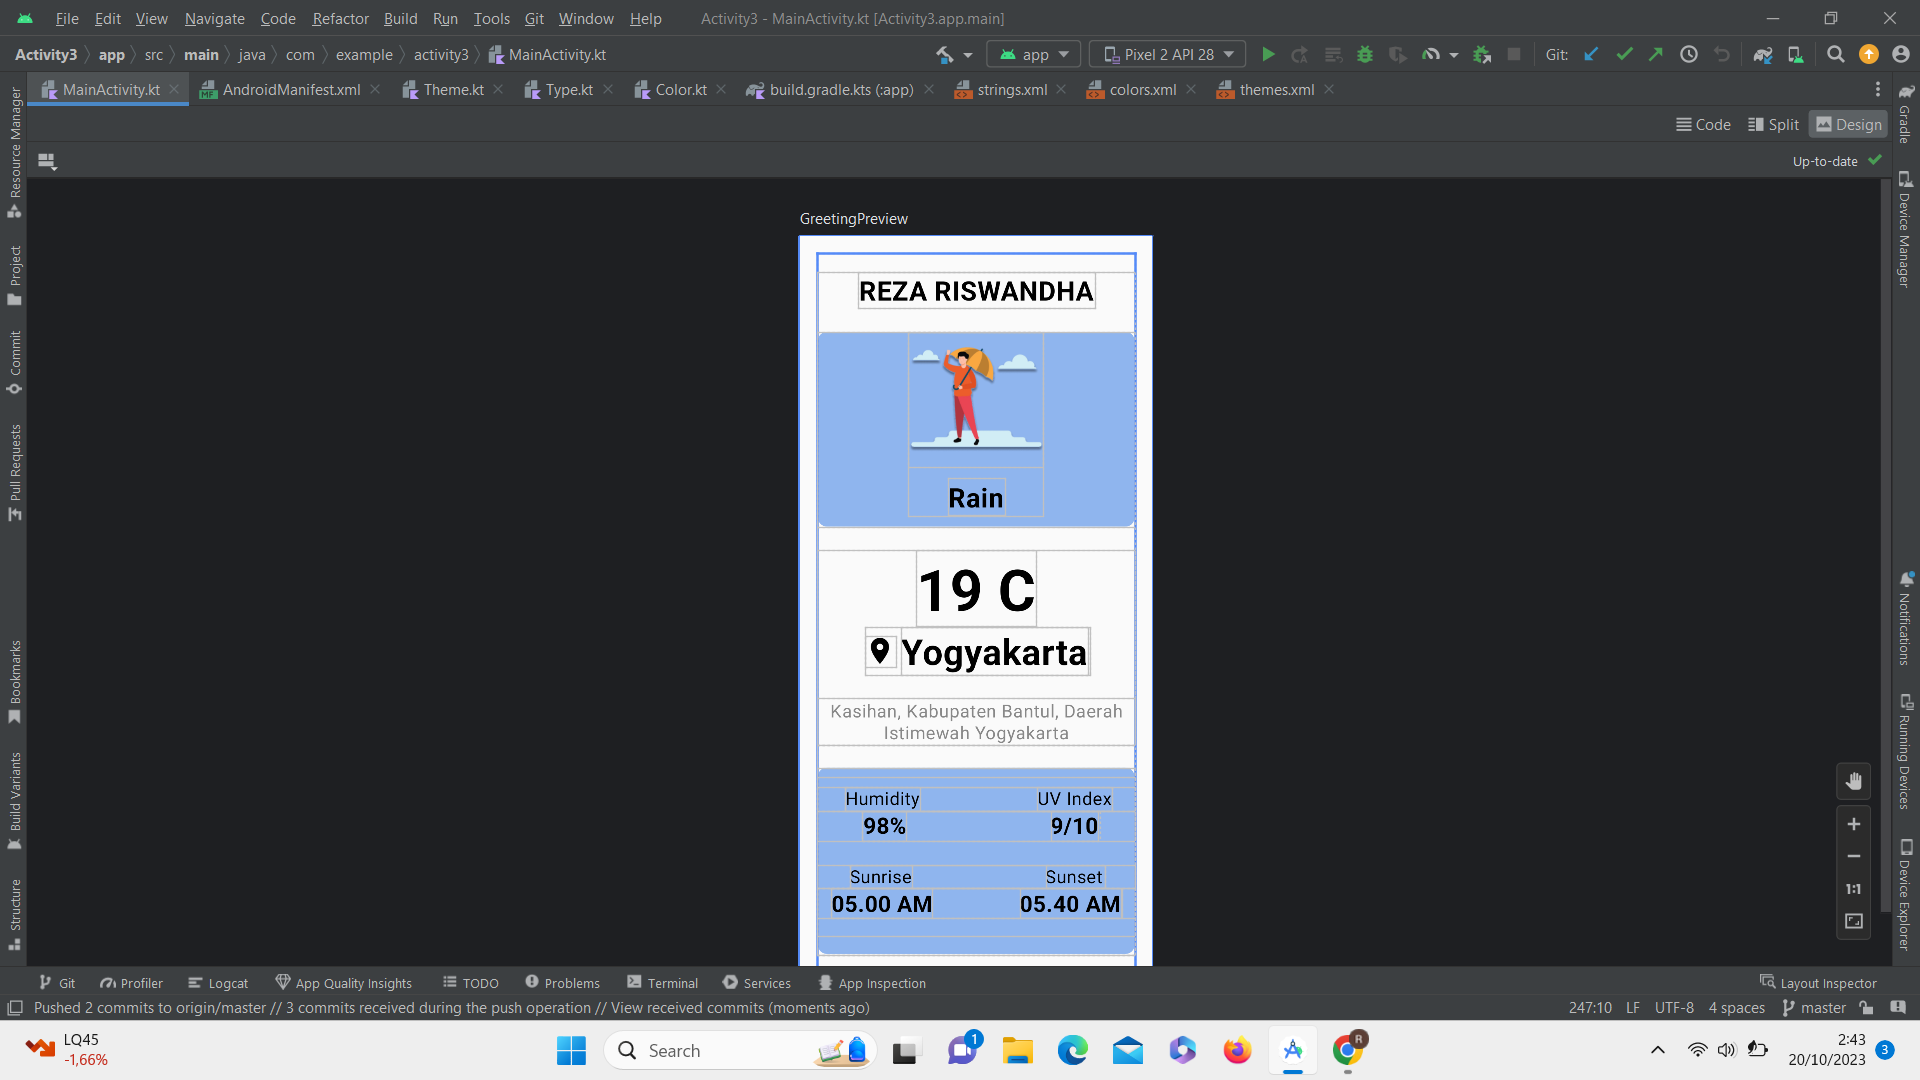 File Edit View Navigate Code Refactor Build Run Tools Git Window Help Activity3 - MainActivity.kt [Activity3.app.main]
Activity3 app src main java com example activity3 MainActivity.kt app Pixel 2 API 28 Git:
MainActivity.kt AndroidManifest.xml Theme.kt Type.kt Color.kt build.gradle.kts (:app) strings.xml colors.xml themes.xml
Code Split Design
Up-to-date
Resource Manager
Project
Commit
Pull Requests
Bookmarks
Build Variants
Structure
GreetingPreview
REZA RISWANDHA
Rain
19 C
Yogyakarta
Kasihan, Kabupaten Bantul, Daerah
Istimewah Yogyakarta
Humidity UV Index
98% 9/10
Sunrise Sunset
05.00 AM 05.40 AM
Gradle
Device Manager
Notifications
Running Devices
Device Explorer
1:1
Git Profiler Logcat App Quality Insights TODO Problems Terminal Services App Inspection Layout Inspector
Pushed 2 commits to origin/master // 3 commits received during the push operation // View received commits (moments ago) 247:10 LF UTF-8 4 spaces master
LQ45
-1,66%
Search
1
R
2:43
20/10/2023
3